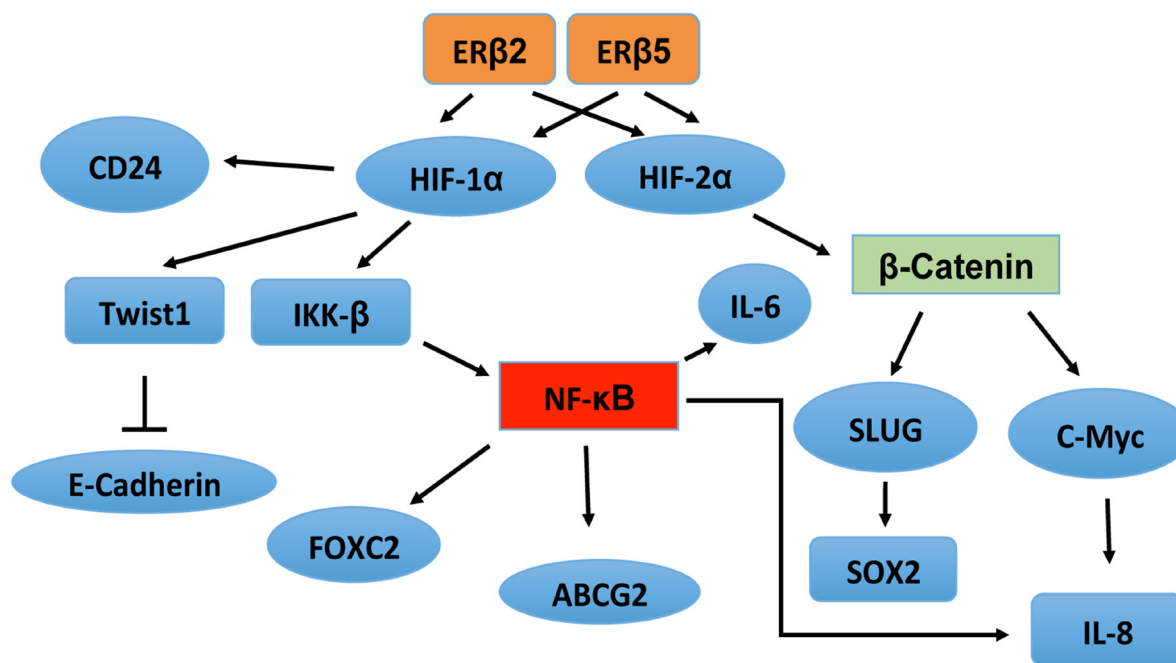 ERβ2
ERβ5
CD24
HIF-1α
HIF-2α
β-Catenin
Twist1
IKK-β
IL-6
NF-κB
SLUG
C-Myc
E-Cadherin
FOXC2
ABCG2
SOX2
IL-8